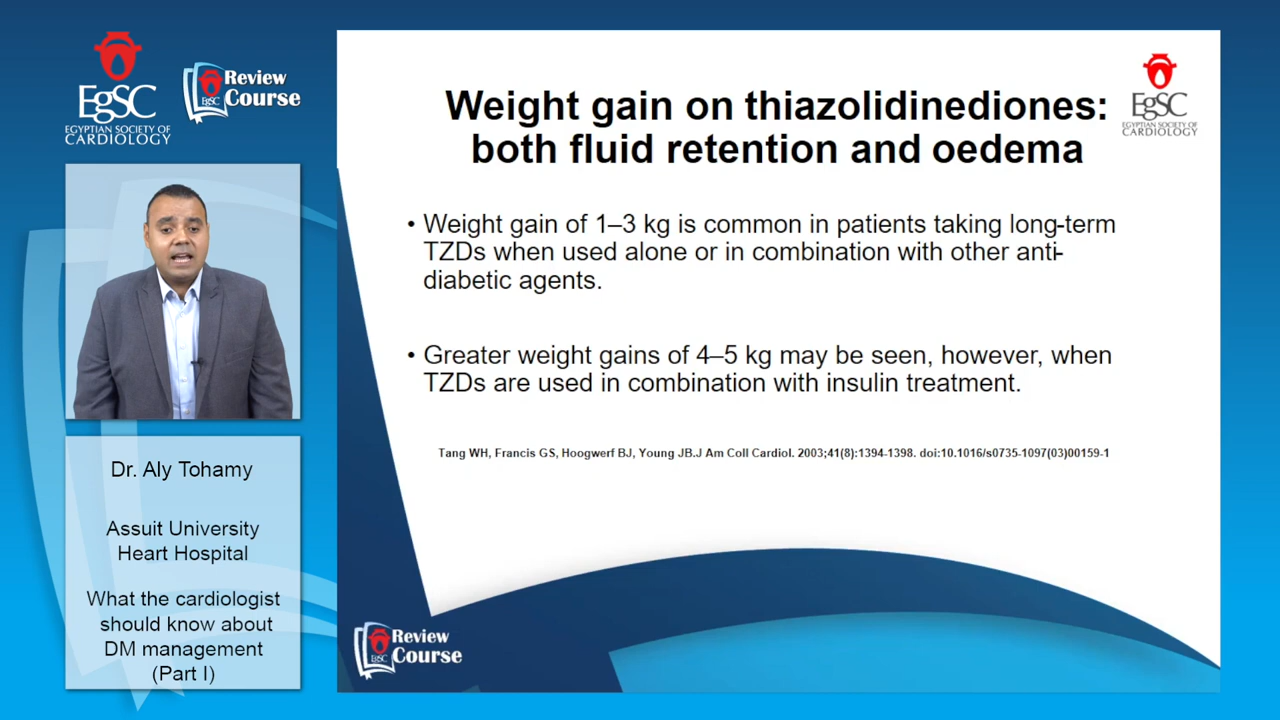 EgSC
EGYPTIAN SOCIETY OF
CARDIOLOGY
Review
EgSC
Course
Dr. Aly Tohamy
Assuit University
Heart Hospital
What the cardiologist
should know about
DM management
(Part I)
Weight gain on thiazolidinediones:
both fluid retention and oedema
EgSC
EGYPTIAN SOCIETY OF
CARDIOLOGY
• Weight gain of 1–3 kg is common in patients taking long-term
TZDs when used alone or in combination with other anti-
diabetic agents.
• Greater weight gains of 4–5 kg may be seen, however, when
TZDs are used in combination with insulin treatment.
Tang WH, Francis GS, Hoogwerf BJ, Young JB.J Am Coll Cardiol. 2003;41(8):1394-1398. doi:10.1016/s0735-1097(03)00159-1
Review
EgSC
Course